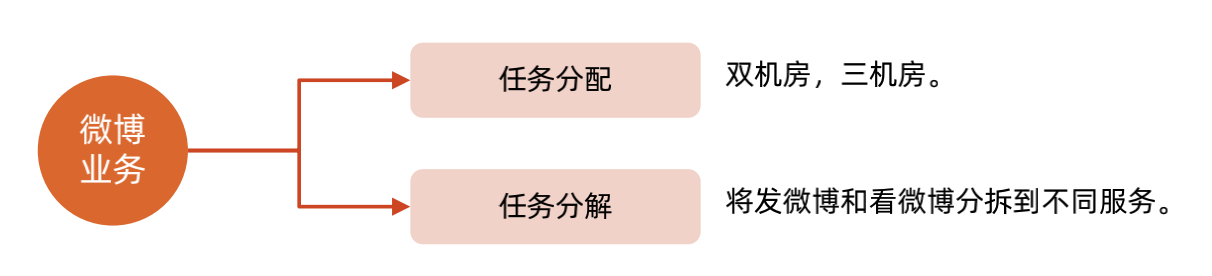 微博
业务
任务分配
双机房，三机房。
任务分解
将发微博和看微博分拆到不同服务。